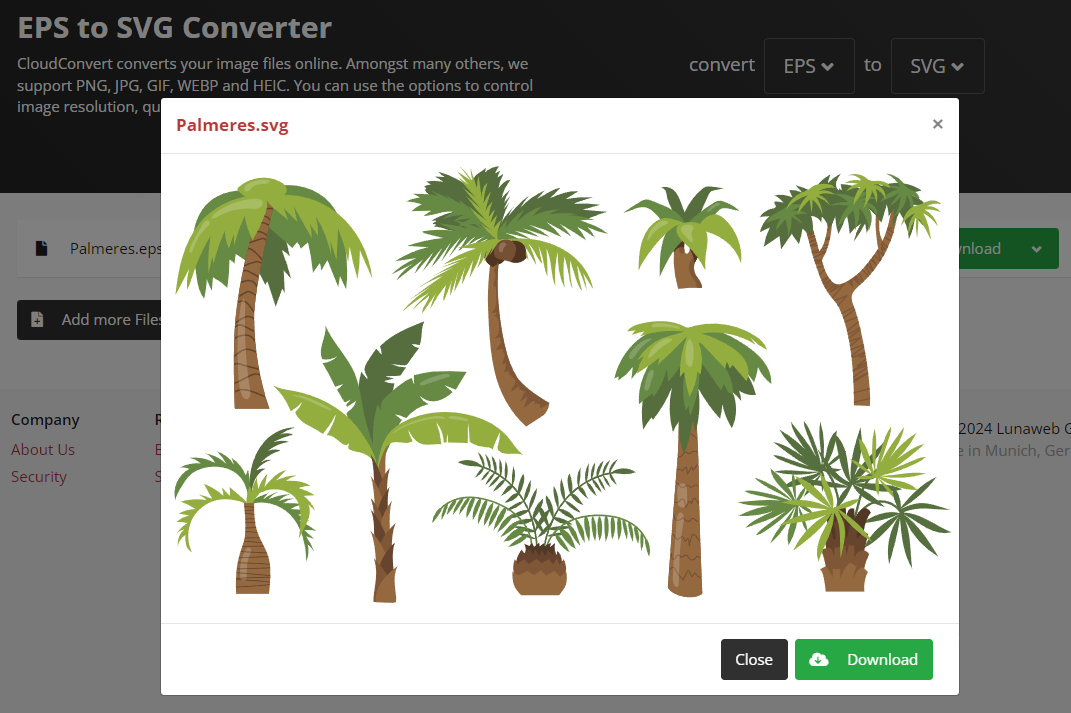 EPS to SVG Converter
CloudConvert converts your image files online. Amongst many others, we
support PNG, JPG, GIF, WEBP and HEIC. You can use the options to control
image resolution, qu
convert EPS to SVG
Palmeres.svg ×
Palmeres.eps
nload
Add more Files
Company R
2024 Lunaweb G
About Us E
e in Munich, Ger
Security S
Close Download